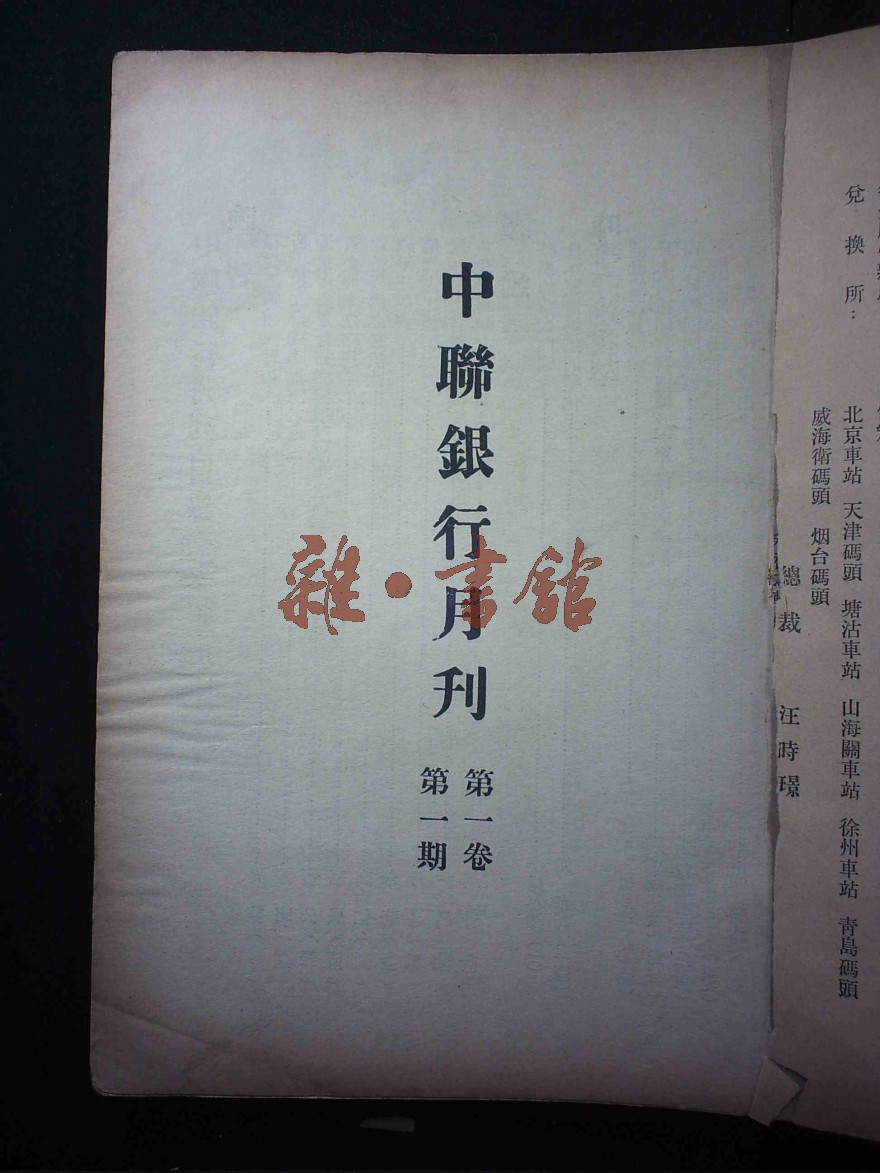 兌換所：
北京車站 天津碼頭 塘沽車站 山海關車站 徐州車站 青島碼頭
威海衛碼頭 烟台碼頭
總裁 汪時璟
中聯銀行月刊
第一卷
第一期
雜·書館